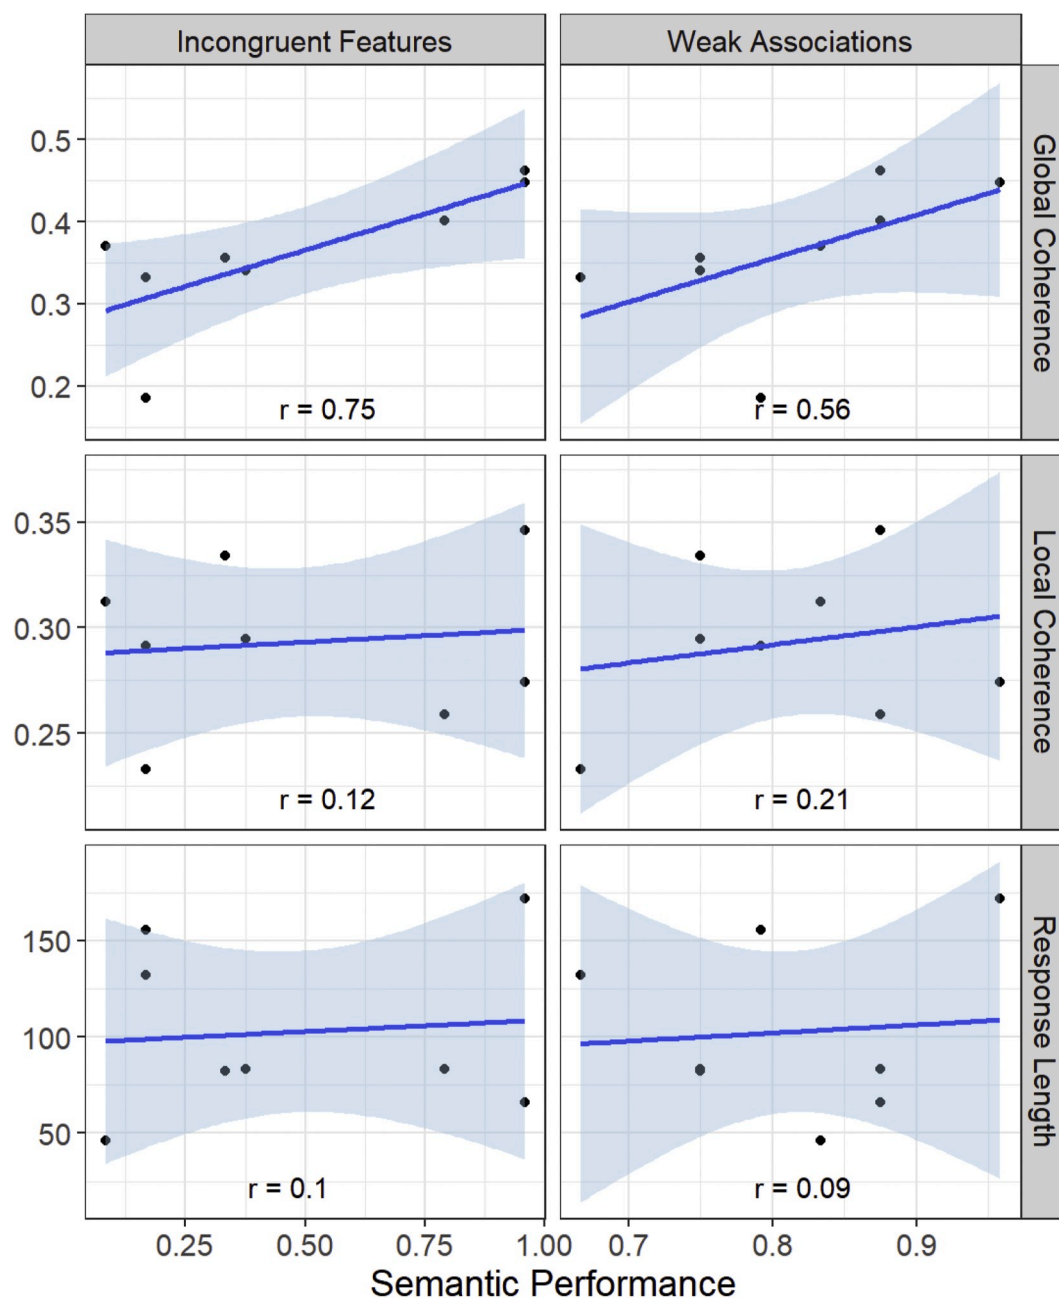 Incongruent Features
Weak Associations
0.5
0.4
0.3
0.2
r = 0.75
r = 0.56
Global Coherence
0.35
0.30
0.25
r = 0.12
r = 0.21
Local Coherence
150
100
50
r = 0.1
r = 0.09
Response Length
0.25 0.50 0.75 1.00 0.7 0.8 0.9
Semantic Performance